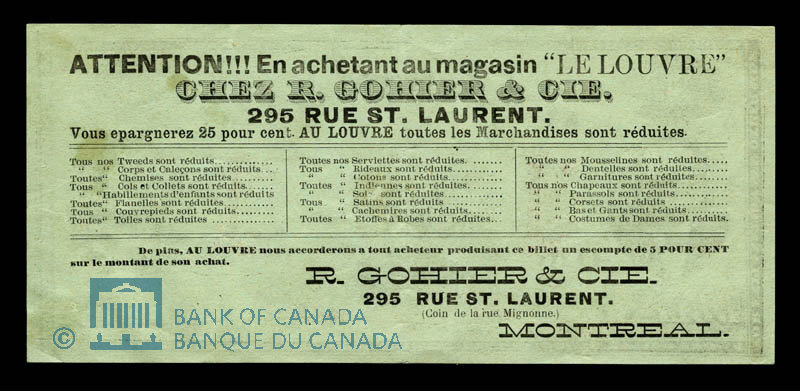 ATTENTION!!! En achetant au magasin "LE LOUVRE"
CHEZ R. GOHIER & CIE.
295 RUE ST. LAURENT.
Vous epargnerez 25 pour cent. AU LOUVRE toutes les Marchandises sont réduites.
Tous nos Tweeds sont réduits
" " Corps et Caleçons sont réduits
Toutes " Chemises sont réduites
Tous " Cols et Collets sont réduits
" " Habillements d'enfants sont réduits
Toutes " Flanelles sont réduites
Tous " Couvrepieds sont réduits
Toutes " Toiles sont réduites
Toutes nos Serviettes sont réduites
Tous " Rideaux sont réduits
" " Cotons sont réduits
Toutes " Indiennes sont réduites
" " sont réduites
Tous " Satins sont réduits
" " Cachemires sont réduits
Toutes " Etoffes à Robes sont réduites
Toutes nos Mousselines sont réduites
" " Dentelles sont réduites
" " Garnitures sont réduites
Tous nos Chapeaux sont réduits
" " Parassols sont réduits
" " Corsets sont réduits
" " Bas et Gants sont réduits
" " Costumes de Dames sont réduits
De plus, AU LOUVRE nous accorderons a tout acheteur produisant ce billet un escompte de 5 POUR CENT
sur le montant de son achat.
R. GOHIER & CIE.
295 RUE ST. LAURENT.
(Coin de la rue Mignonne.)
MONTREAL.
© BANK OF CANADA
BANQUE DU CANADA